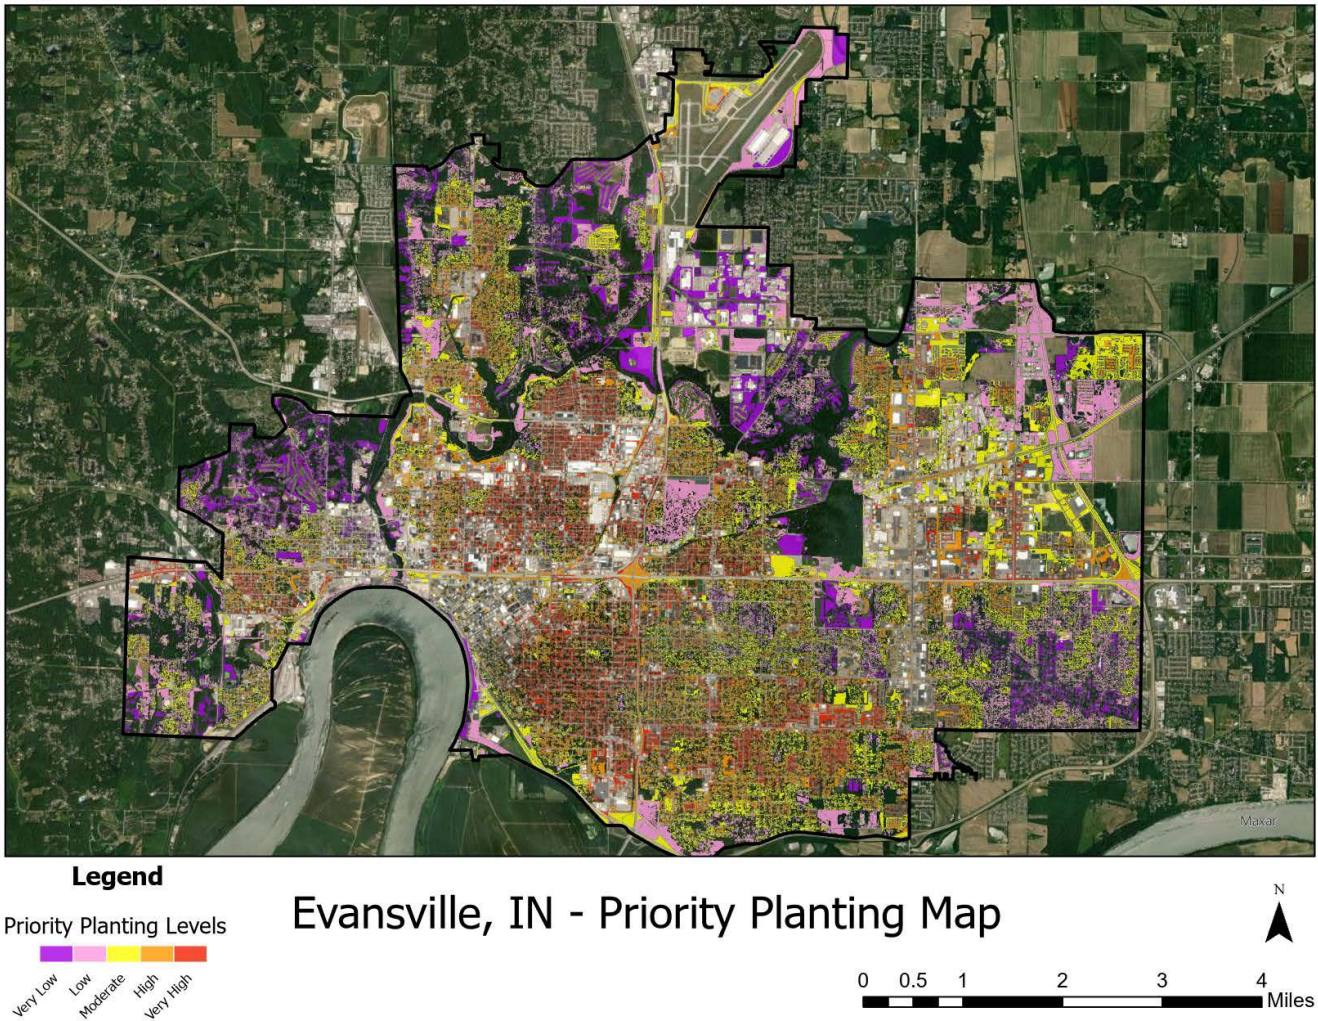 Maxar
Legend
Priority Planting Levels
Very Low
Low
Moderate
High
Very High
Evansville, IN - Priority Planting Map
N
0 0.5 1 2 3 4
Miles